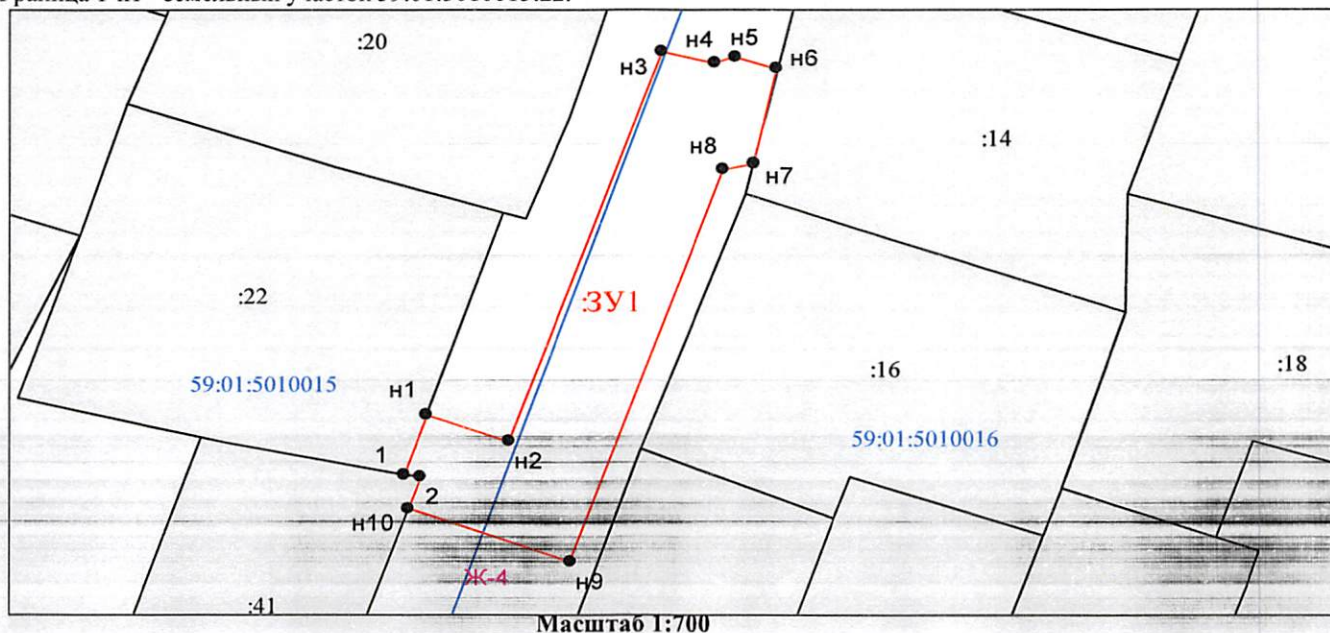 :20
н3
н4
н5
н6
:14
н8
н7
:22
:ЗУ1
59:01:5010015
н1
:16
:18
н2
59:01:5010016
1
2
н10
Ж-4
н9
:41
Масштаб 1:700